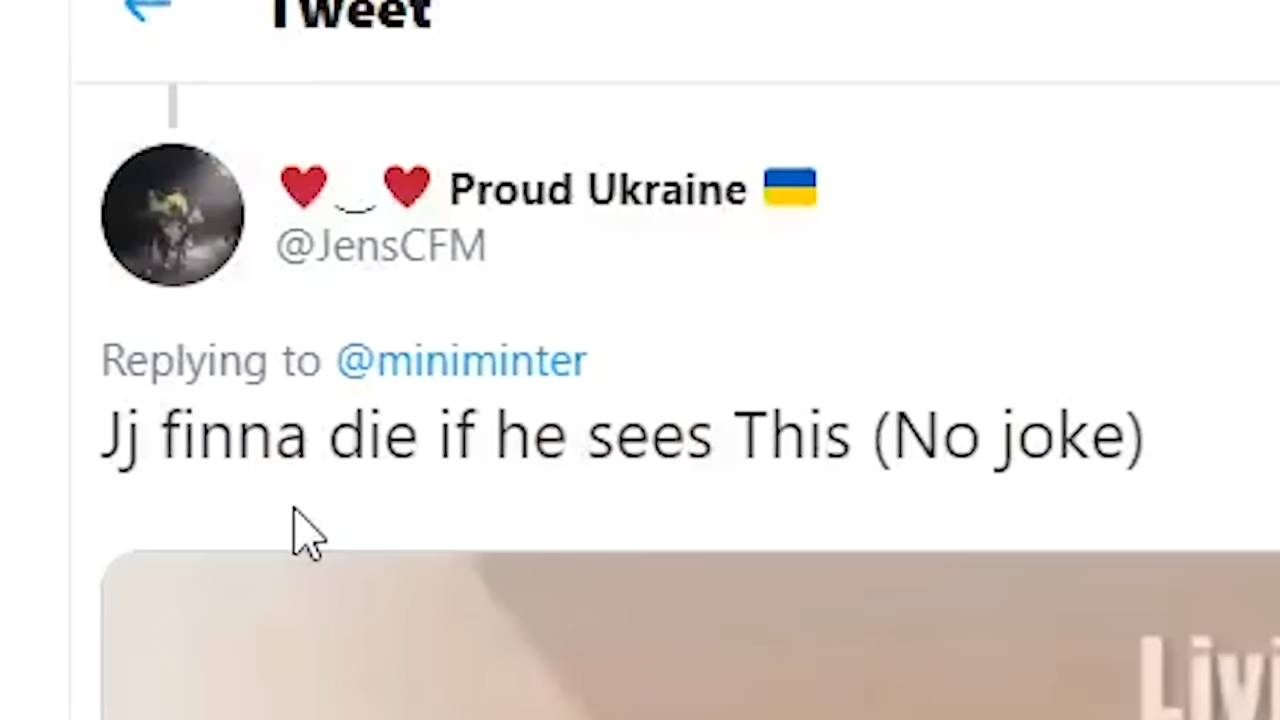 Tweet
♥‿♥ Proud Ukraine 🇺🇦
@JensCFM
Replying to @miniminter
Jj finna die if he sees This (No joke)